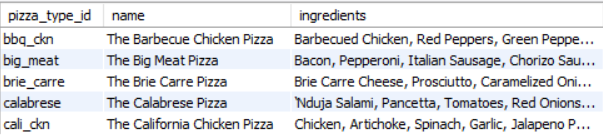 pizza_type_id name ingredients
bbq_ckn The Barbecue Chicken Pizza Barbecued Chicken, Red Peppers, Green Peppe...
big_meat The Big Meat Pizza Bacon, Pepperoni, Italian Sausage, Chorizo Sau...
brie_carre The Brie Carre Pizza Brie Carre Cheese, Prosciutto, Caramelized Oni...
calabrese The Calabrese Pizza 'Nduja Salami, Pancetta, Tomatoes, Red Onions...
cali_ckn The California Chicken Pizza Chicken, Artichoke, Spinach, Garlic, Jalapeno P...